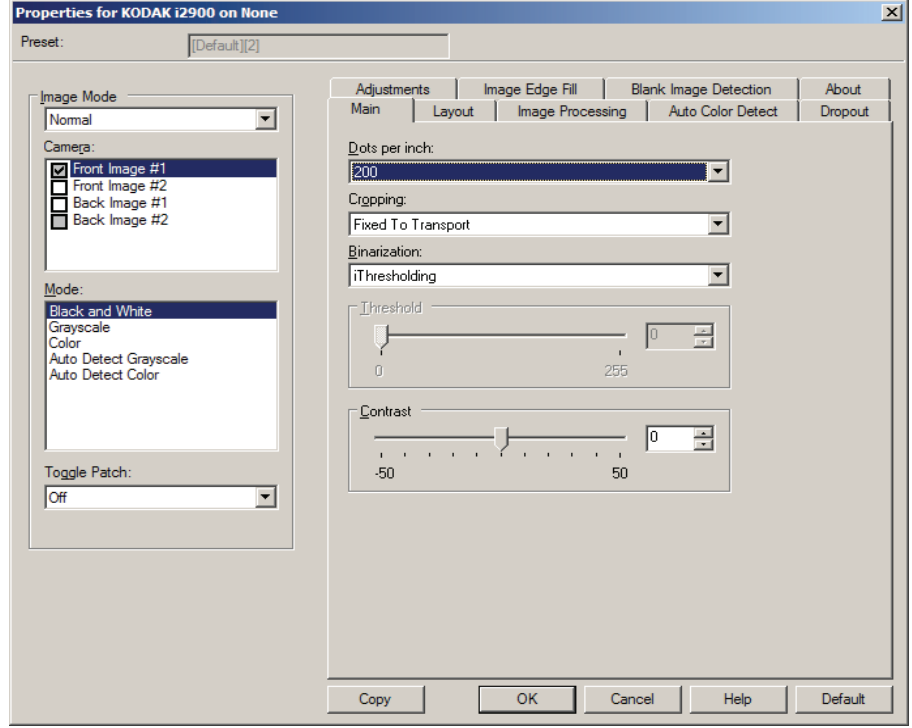 Properties for KODAK i2900 on None
Preset:
[Default][2]
Image Mode
Normal
Camera:
Front Image #1
Front Image #2
Back Image #1
Back Image #2
Mode:
Black and White
Grayscale
Color
Auto Detect Grayscale
Auto Detect Color
Toggle Patch:
Off
Adjustments Image Edge Fill Blank Image Detection About
Main Layout Image Processing Auto Color Detect Dropout
Dots per inch:
200
Cropping:
Fixed To Transport
Binarization:
iThresholding
Threshold
0
0 255
Contrast
0
-50 50
Copy OK Cancel Help Default